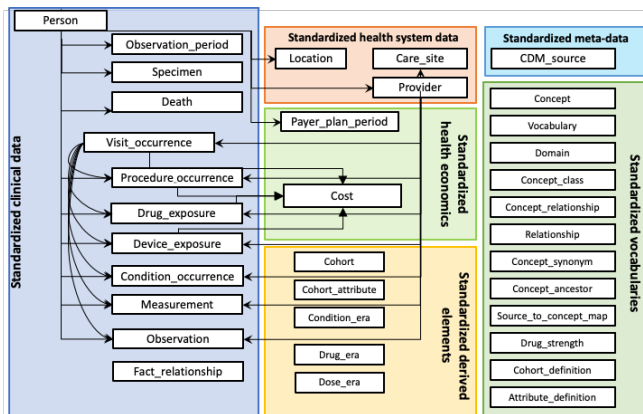 Person
Observation_period
Specimen
Death
Visit_occurrence
Procedure_occurrence
Drug_exposure
Device_exposure
Condition_occurrence
Measurement
Observation
Fact_relationship
Standardized clinical data
Standardized health system data
Location
Care_site
Provider
Payer_plan_period
Cost
Standardized
health economics
Cohort
Cohort_attribute
Condition_era
Drug_era
Dose_era
Standardized derived
elements
Standardized meta-data
CDM_source
Concept
Vocabulary
Domain
Concept_class
Concept_relationship
Relationship
Concept_synonym
Concept_ancestor
Source_to_concept_map
Drug_strength
Cohort_definition
Attribute_definition
Standardized vocabularies